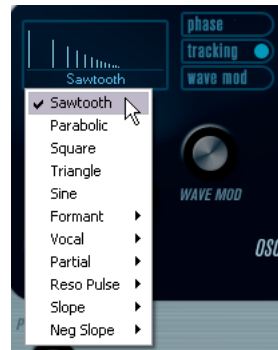 phase
tracking
wave mod
Sawtooth
✓ Sawtooth
Parabolic
Square
Triangle
Sine
Formant
Vocal
Partial
Reso Pulse
Slope
Neg Slope
WAVE MOD